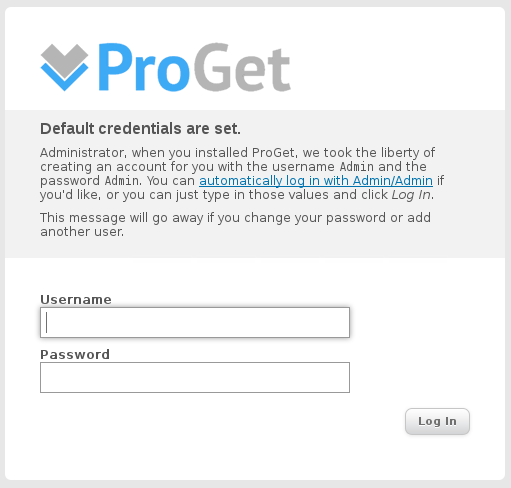 ProGet
Default credentials are set.
Administrator, when you installed ProGet, we took the liberty of
creating an account for you with the username Admin and the
password Admin. You can automatically log in with Admin/Admin if
you'd like, or you can just type in those values and click Log In.
This message will go away if you change your password or add
another user.
Username
Password
Log In